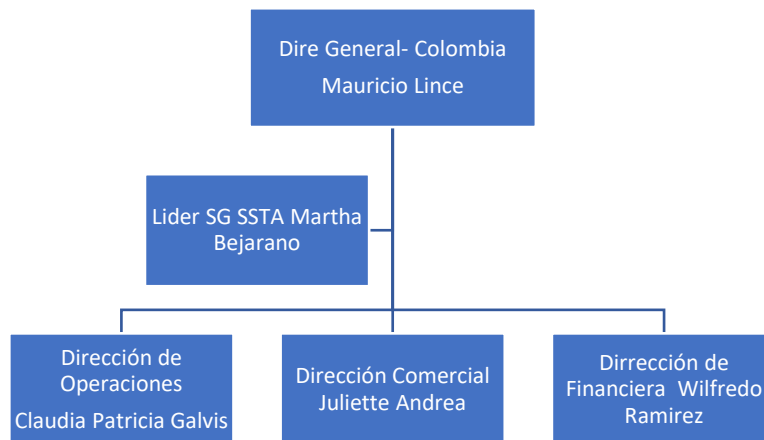 Dire General- Colombia
Mauricio Lince
Lider SG SSTA Martha
Bejarano
Dirección de
Operaciones
Claudia Patricia Galvis
Dirección Comercial
Juliette Andrea
Dirrección de
Financiera  Wilfredo
Ramirez